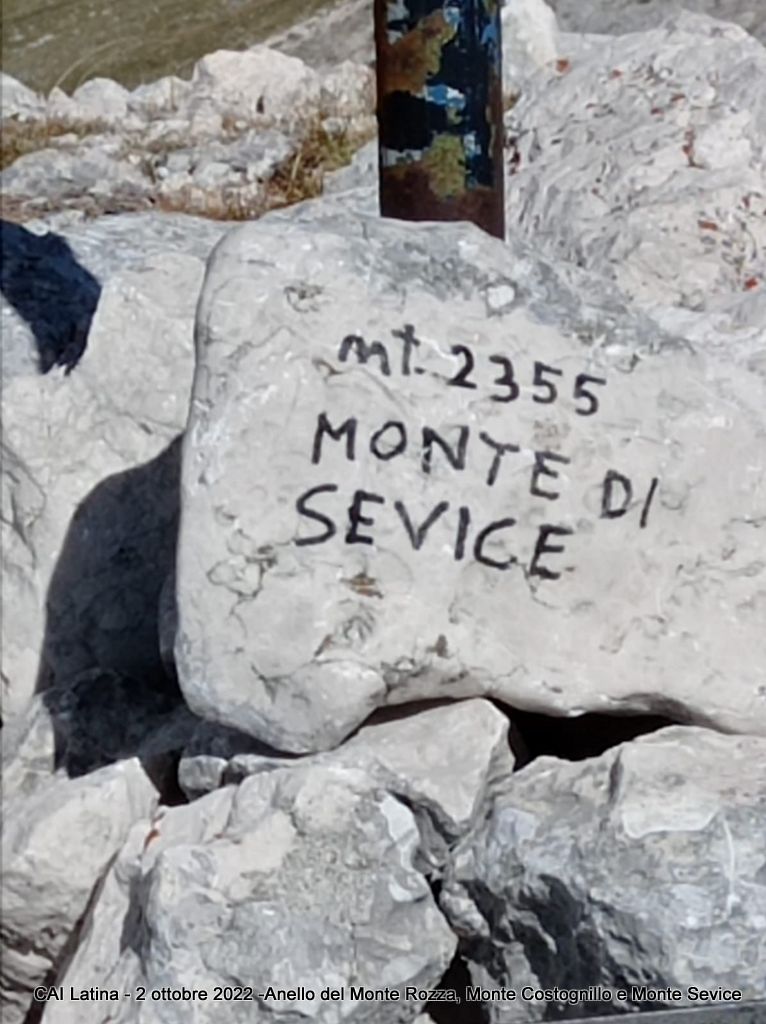 mt. 2355
MONTE DI
SEVICE
CAI Latina - 2 ottobre 2022 -Anello del Monte Rozza, Monte Costognillo e Monte Sevice